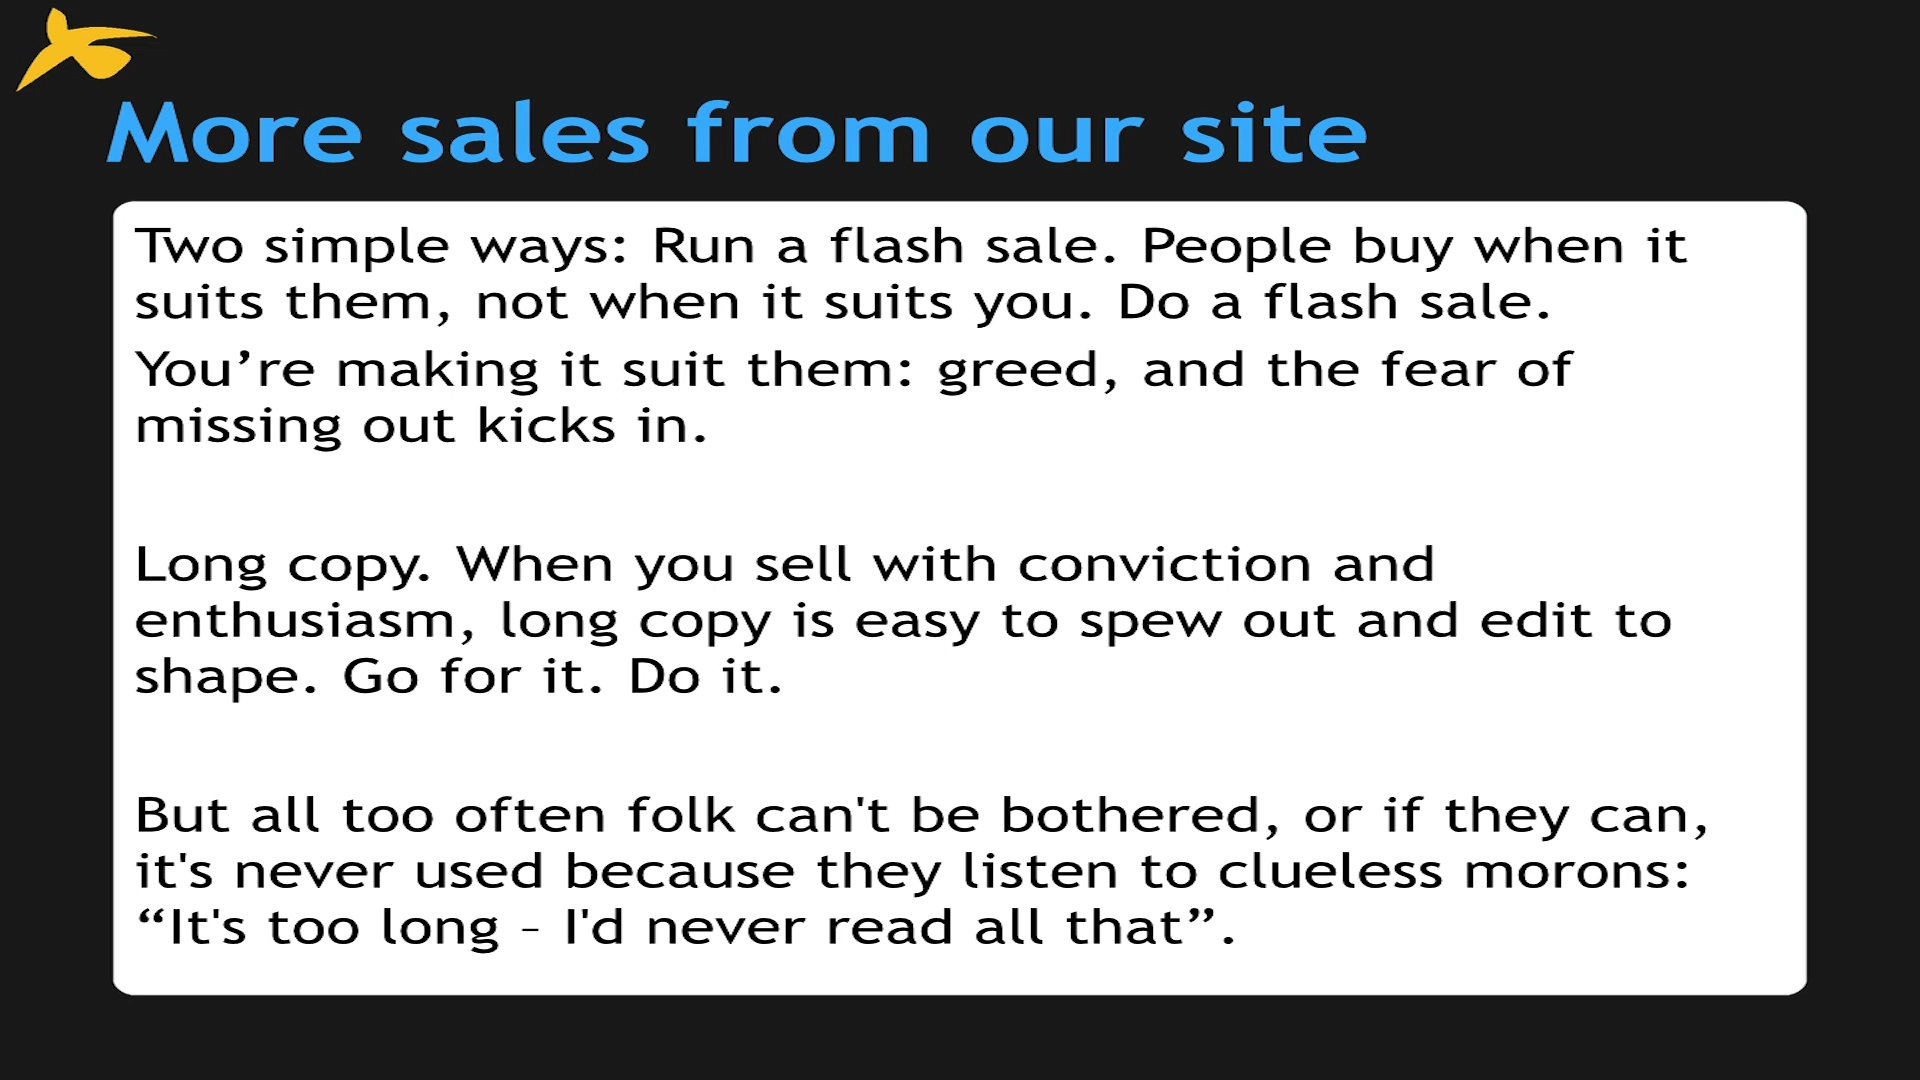 More sales from our site
Two simple ways: Run a flash sale. People buy when it
suits them, not when it suits you. Do a flash sale.
You’re making it suit them: greed, and the fear of
missing out kicks in.
Long copy. When you sell with conviction and
enthusiasm, long copy is easy to spew out and edit to
shape. Go for it. Do it.
But all too often folk can't be bothered, or if they can,
it's never used because they listen to clueless morons:
“It's too long – I'd never read all that”.